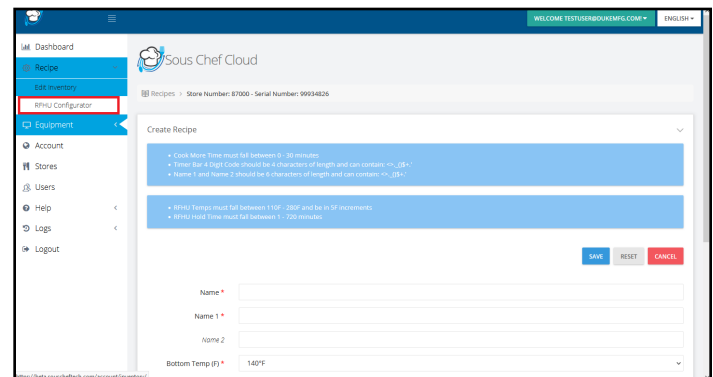 WELCOME TESTUSER@DUKEMFG.COM!
ENGLISH
Dashboard
Recipe
Edit Inventory
RFHU Configurator
Equipment
Account
Stores
Users
Help
Logs
Logout
Sous Chef Cloud
Recipes > Store Number: 87000 - Serial Number: 99934826
Create Recipe
• Cook More Time must fall between 0 - 30 minutes
• Timer Bar 4 Digit Code should be 4 characters of length and can contain:
• Name 1 and Name 2 should be 6 characters of length and can contain:
• RFHU Temps must fall between 110F - 200F and be in 5F increments
• RFHU Hold Time must fall between 1 - 720 minutes
SAVE RESET CANCEL
Name *
Name 1 *
Name 2
Bottom Temp (F) * 140°F